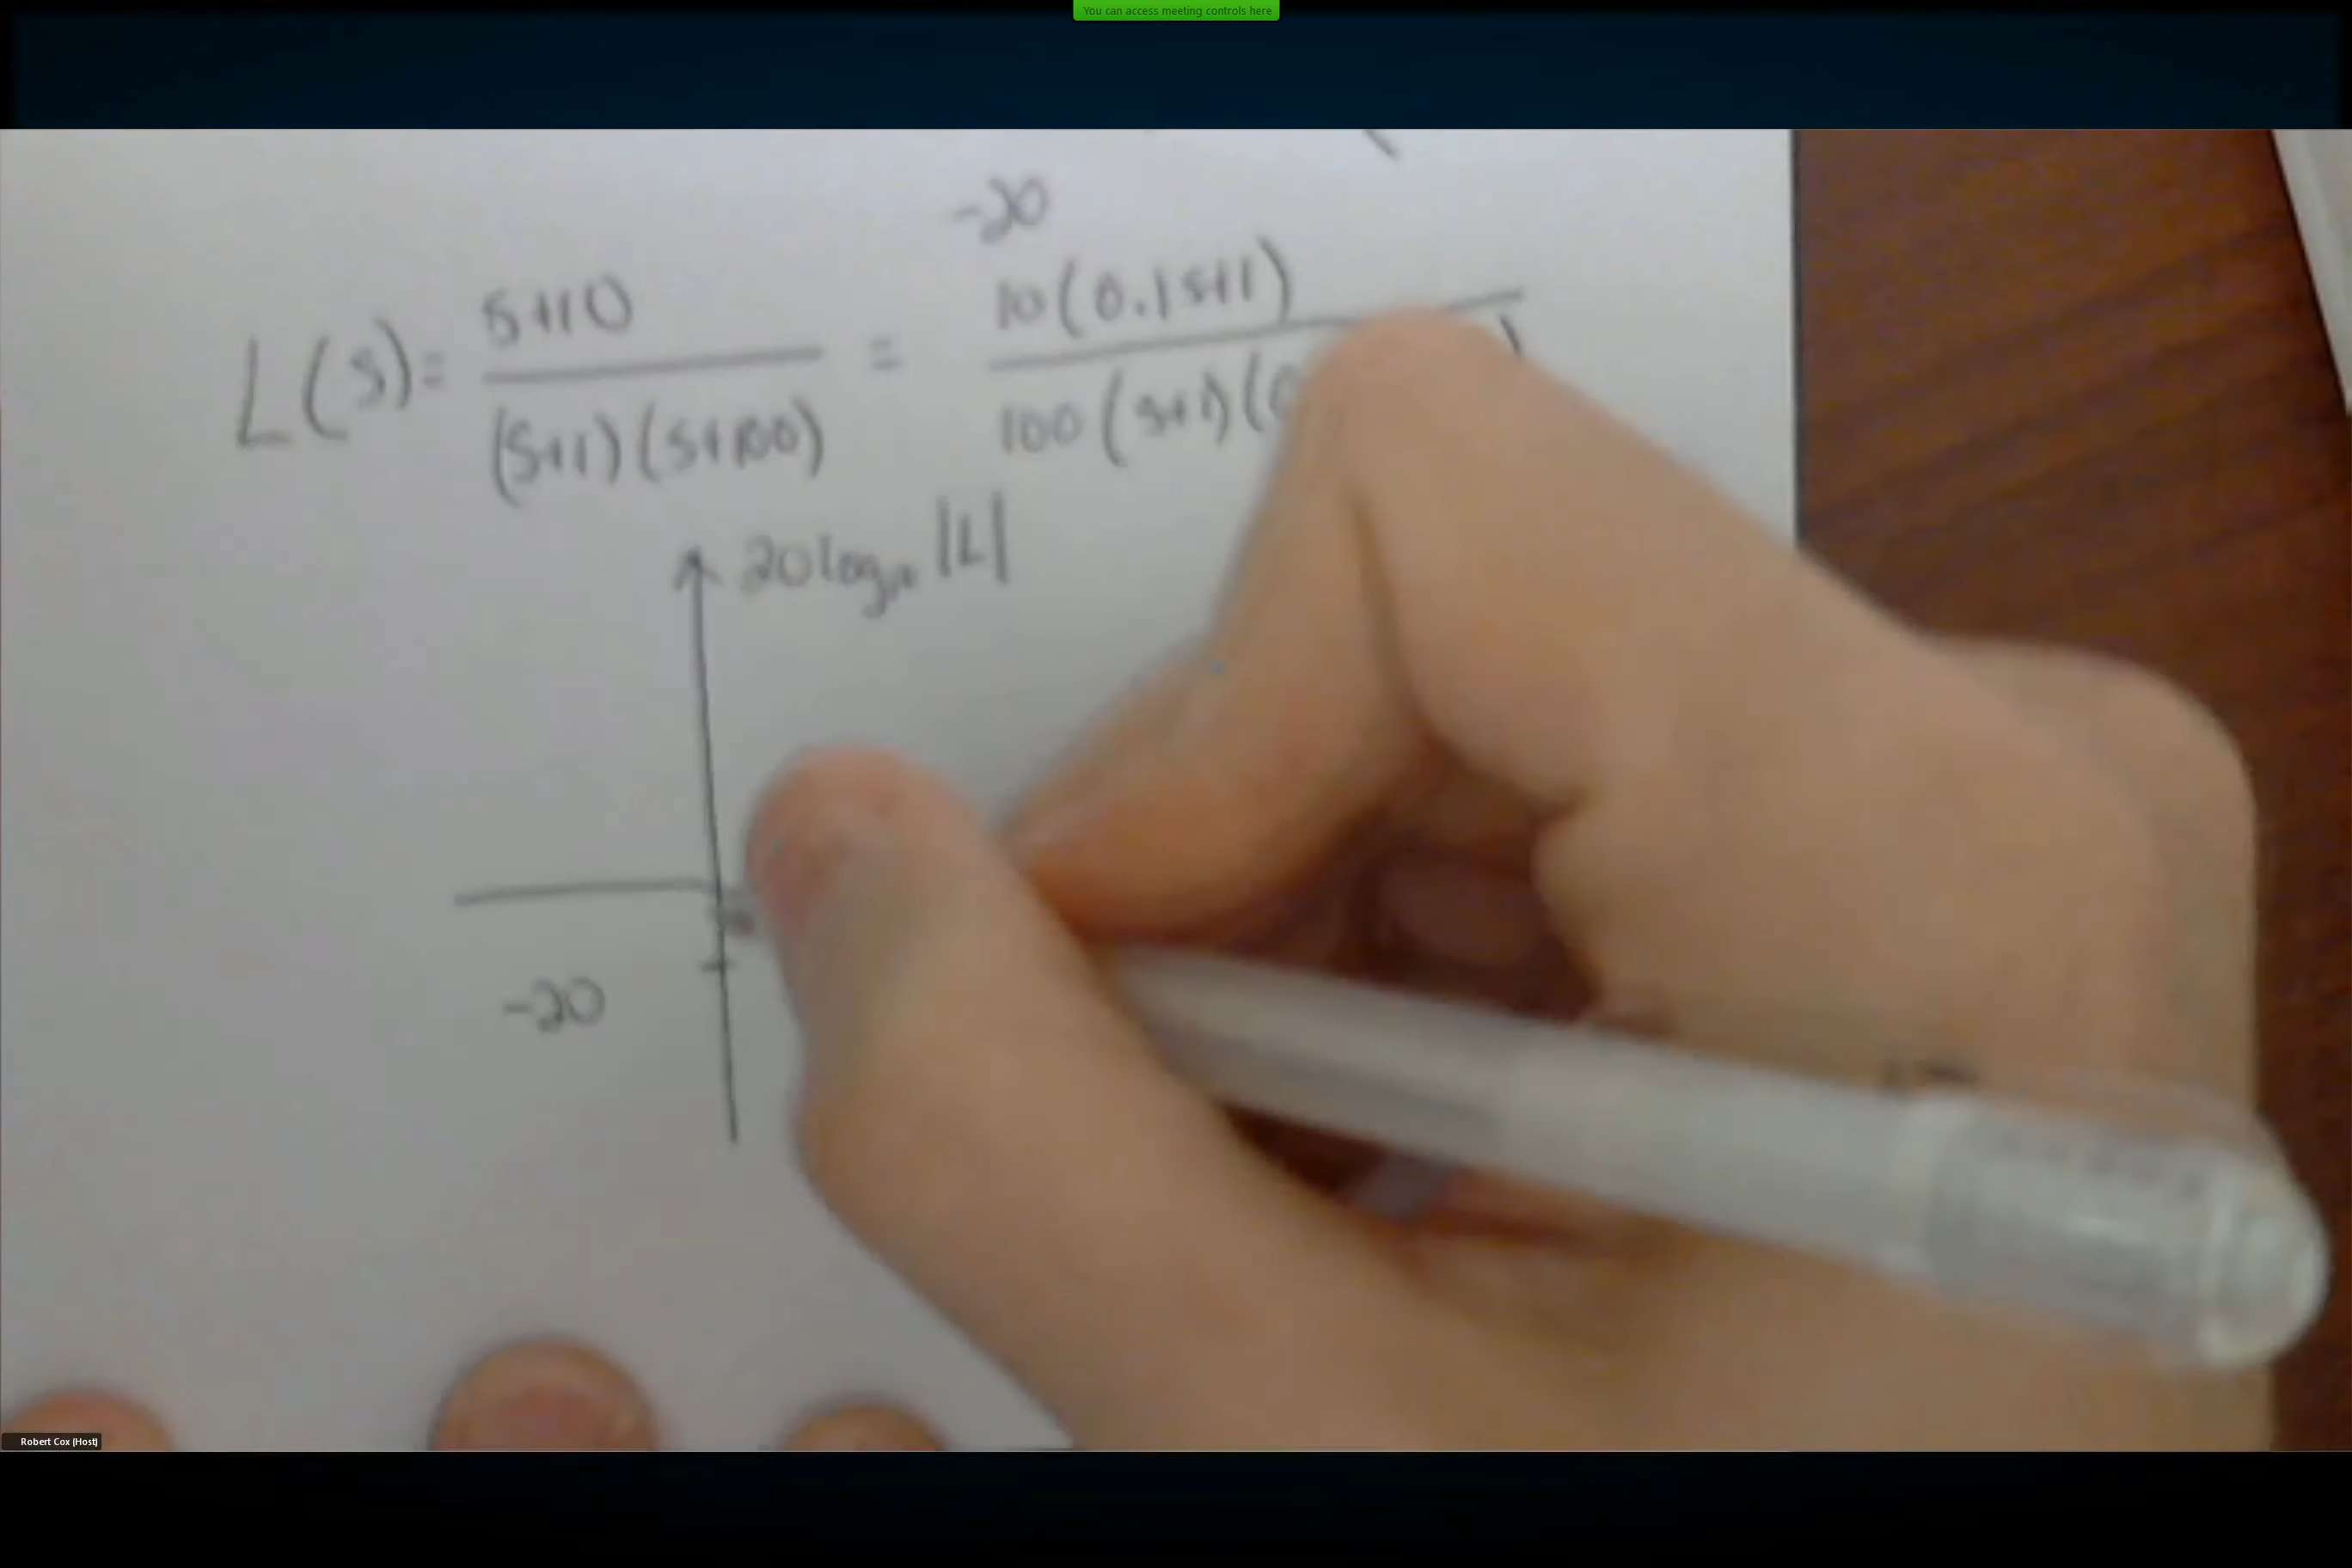 You can access meeting controls here
-20
L(s) = s+10 / (s+1)(s+100) = 10(0.1s+1) / 100(s+1)(0
20log₁₀ |L|
-20
Robert Cox (Host)